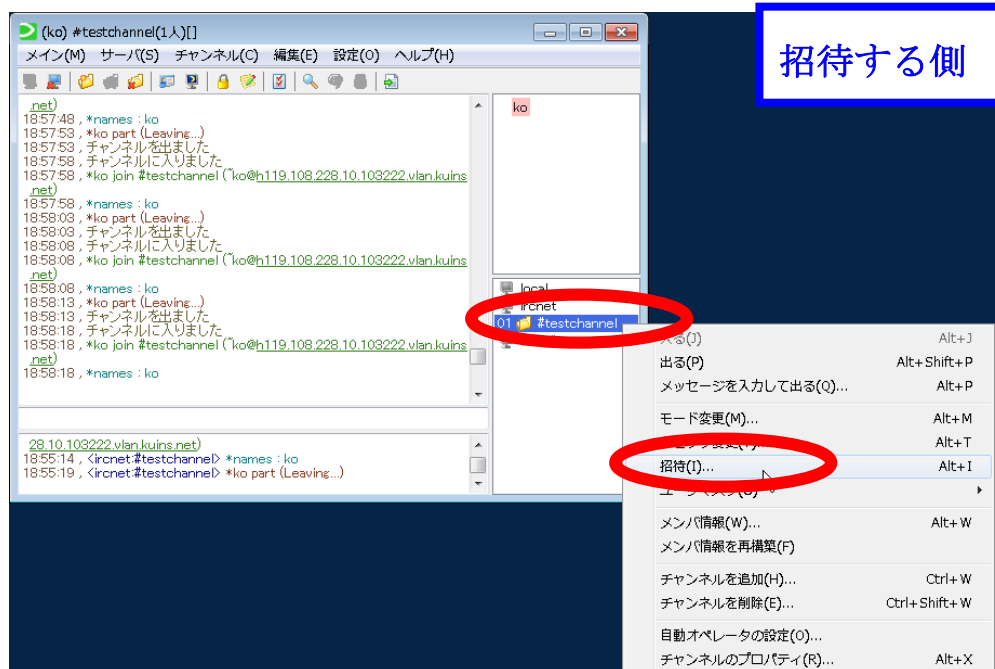 (ko) #testchannel(1人)[]
招待する側
メイン(M) サーバ(S) チャンネル(C) 編集(E) 設定(O) ヘルプ(H)
.net)
18:57:48 , *names : ko
18:57:53 , *ko part (Leaving...)
18:57:53 , チャンネルを出ました
18:57:58 , チャンネルに入りました
18:57:58 , *ko join #testchannel (~ko@h119.108.228.10.103222.vlan.kuins
.net)
18:57:58 , *names : ko
18:58:03 , *ko part (Leaving...)
18:58:03 , チャンネルを出ました
18:58:08 , チャンネルに入りました
18:58:08 , *ko join #testchannel (~ko@h119.108.228.10.103222.vlan.kuins
.net)
18:58:08 , *names : ko
18:58:13 , *ko part (Leaving...)
18:58:13 , チャンネルを出ました
18:58:18 , チャンネルに入りました
18:58:18 , *ko join #testchannel (~ko@h119.108.228.10.103222.vlan.kuins
.net)
18:58:18 , *names : ko
ko
local
ircnet
01 #testchannel
28.10.103222.vlan.kuins.net)
18:55:14 , <ircnet:#testchannel> *names : ko
18:55:19 , <ircnet:#testchannel> *ko part (Leaving...)
入る(J) Alt+J
出る(P) Alt+Shift+P
メッセージを入力して出る(Q)... Alt+P
モード変更(M)... Alt+M
Alt+T
招待(I)... Alt+I
メンバ情報(W)... Alt+W
メンバ情報を再構築(F)
チャンネルを追加(H)... Ctrl+W
チャンネルを削除(E)... Ctrl+Shift+W
自動オペレータの設定(O)...
チャンネルのプロパティ(R)... Alt+X